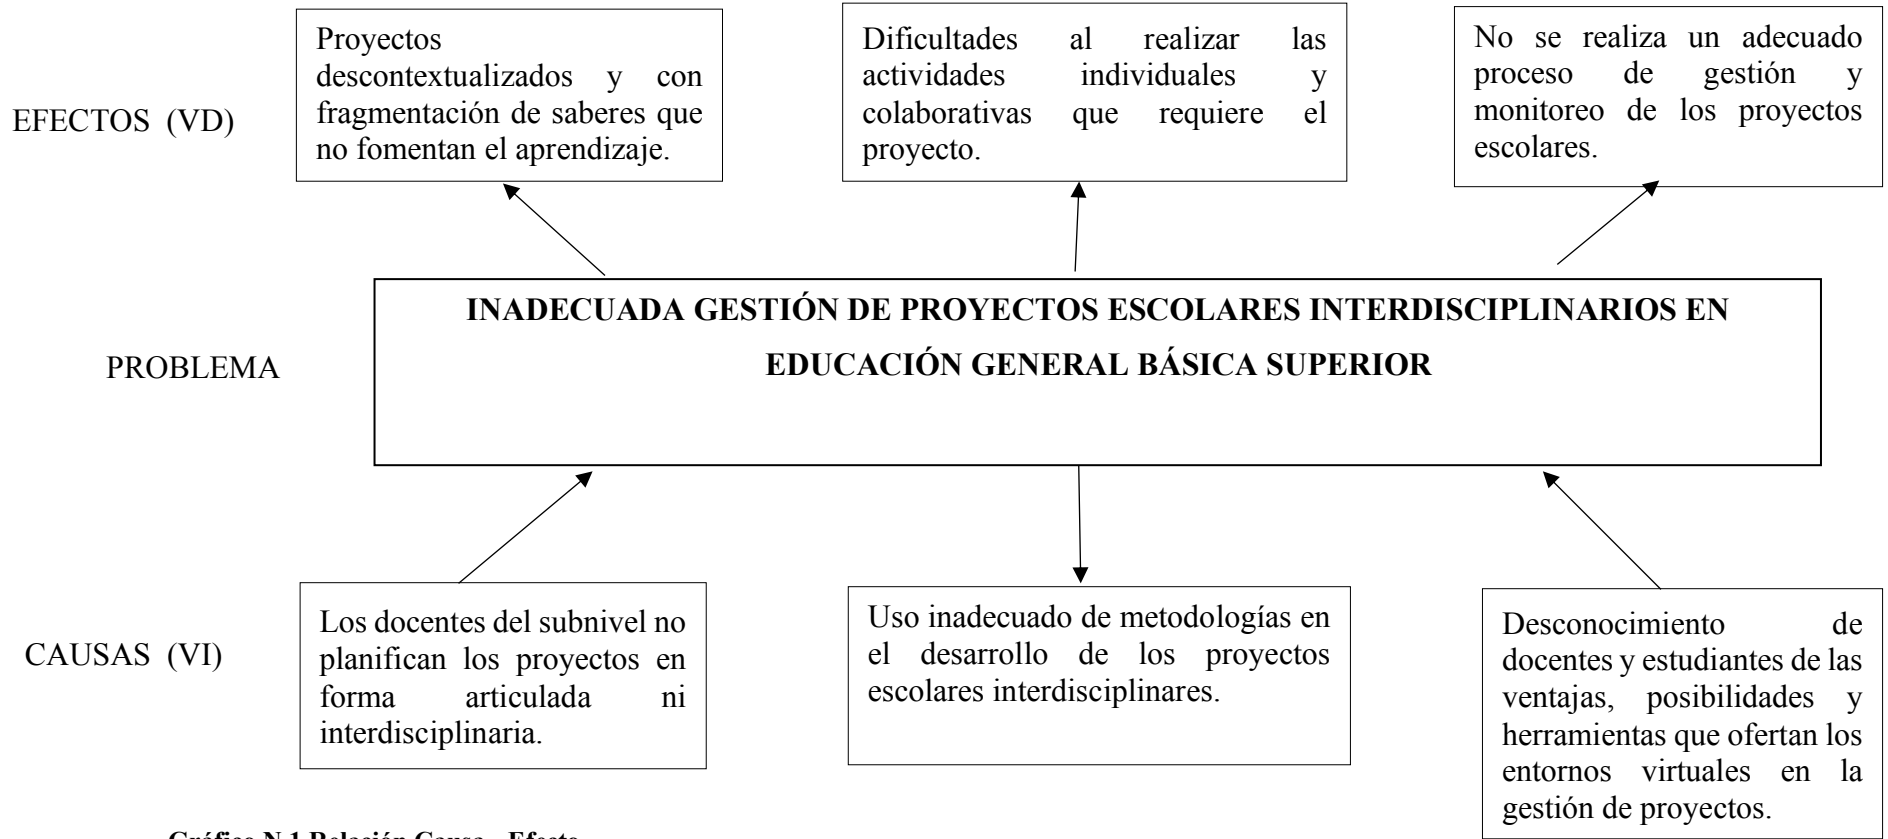 EFECTOS (VD)
Proyectos
descontextualizados y con
fragmentación de saberes que
no fomentan el aprendizaje.
Dificultades al realizar las
actividades individuales y
colaborativas que requiere el
proyecto.
No se realiza un adecuado
proceso de gestión y
monitoreo de los proyectos
escolares.
PROBLEMA
INADECUADA GESTIÓN DE PROYECTOS ESCOLARES INTERDISCIPLINARIOS EN
EDUCACIÓN GENERAL BÁSICA SUPERIOR
CAUSAS (VI)
Los docentes del subnivel no
planifican los proyectos en
forma articulada ni
interdisciplinaria.
Uso inadecuado de metodologías en
el desarrollo de los proyectos
escolares interdisciplinares.
Desconocimiento de
docentes y estudiantes de las
ventajas, posibilidades y
herramientas que ofertan los
entornos virtuales en la
gestión de proyectos.
Gráfico N 1 Relación Causa - Efecto